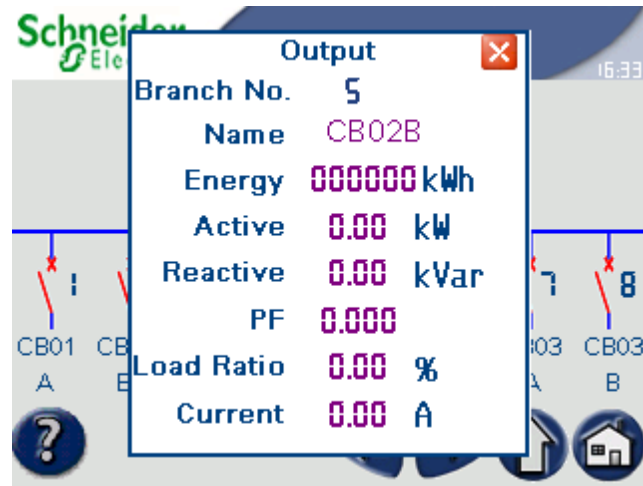 Schneider
Output
16:33
Branch No. 5
Name CB02B
Energy 000000 kWh
Active 0.00 kW
Reactive 0.00 kVar
PF 0.000
Load Ratio 0.00 %
Current 0.00 A
1
7
8
CB01
A
CB03
B
?